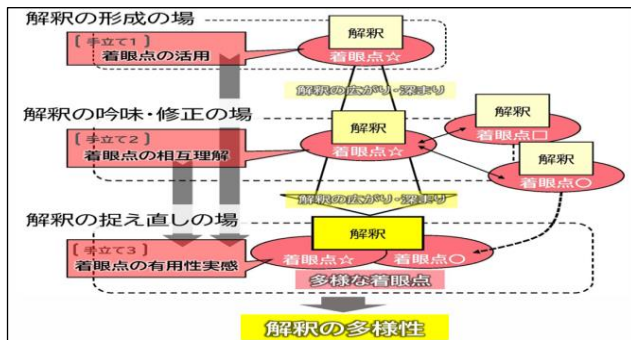 解釈の形成の場
解釈
[手立て1]
着眼点の活用
着眼点☆
解釈の広がり・深まり
解釈の吟味・修正の場
解釈
解釈
着眼点□
[手立て2]
着眼点の相互理解
着眼点☆
解釈
着眼点○
解釈の広がり・深まり
解釈の捉え直しの場
解釈
[手立て3]
着眼点の有用性実感
着眼点☆
着眼点○
多様な着眼点
解釈の多様性